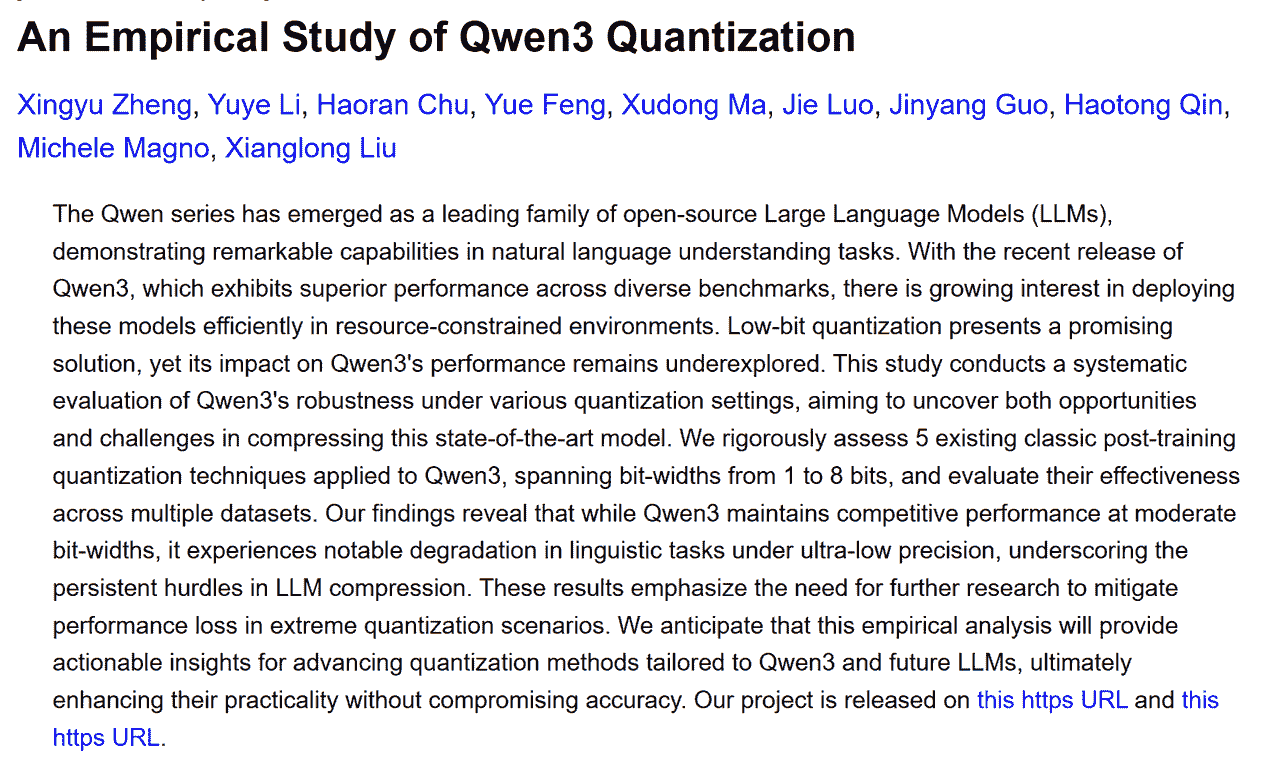 An Empirical Study of Qwen3 Quantization
Xingyu Zheng, Yuye Li, Haoran Chu, Yue Feng, Xudong Ma, Jie Luo, Jinyang Guo, Haotong Qin,
Michele Magno, Xianglong Liu
The Qwen series has emerged as a leading family of open-source Large Language Models (LLMs),
demonstrating remarkable capabilities in natural language understanding tasks. With the recent release of
Qwen3, which exhibits superior performance across diverse benchmarks, there is growing interest in deploying
these models efficiently in resource-constrained environments. Low-bit quantization presents a promising
solution, yet its impact on Qwen3's performance remains underexplored. This study conducts a systematic
evaluation of Qwen3's robustness under various quantization settings, aiming to uncover both opportunities
and challenges in compressing this state-of-the-art model. We rigorously assess 5 existing classic post-training
quantization techniques applied to Qwen3, spanning bit-widths from 1 to 8 bits, and evaluate their effectiveness
across multiple datasets. Our findings reveal that while Qwen3 maintains competitive performance at moderate
bit-widths, it experiences notable degradation in linguistic tasks under ultra-low precision, underscoring the
persistent hurdles in LLM compression. These results emphasize the need for further research to mitigate
performance loss in extreme quantization scenarios. We anticipate that this empirical analysis will provide
actionable insights for advancing quantization methods tailored to Qwen3 and future LLMs, ultimately
enhancing their practicality without compromising accuracy. Our project is released on this https URL and this
https URL.